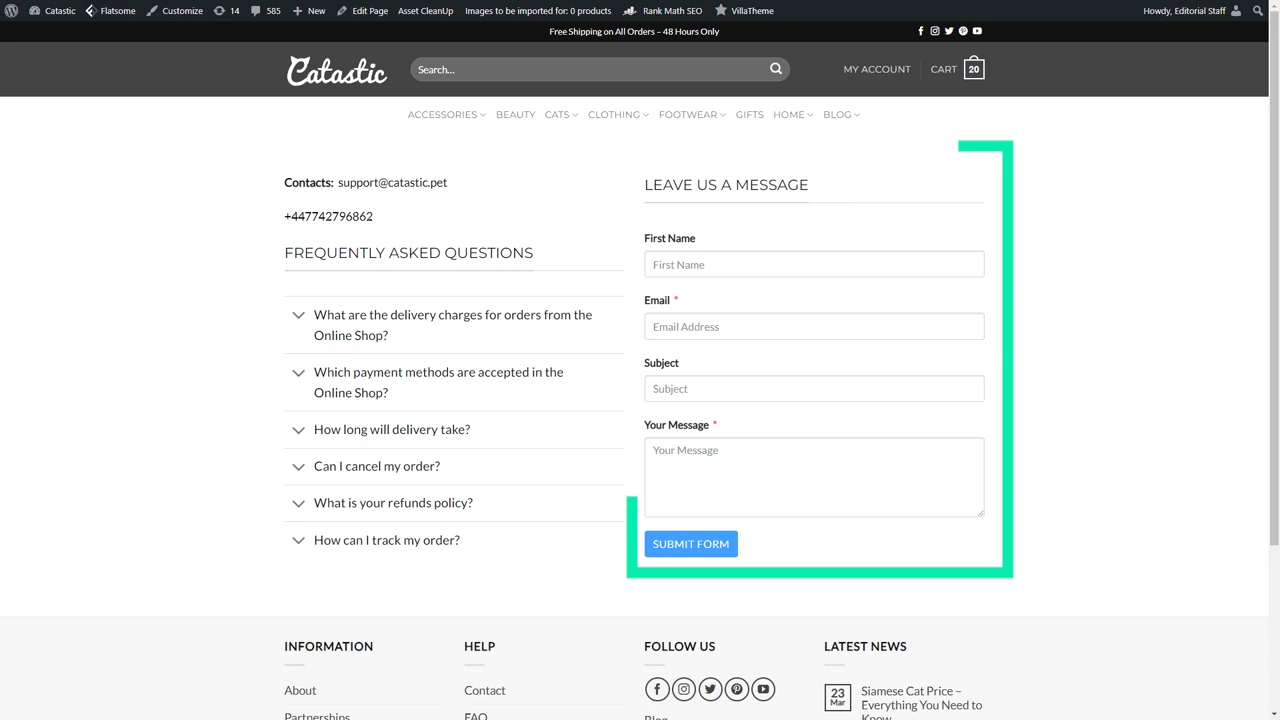 Catastic
Flatsome
Customize
14
585
New
Edit Page
Asset CleanUp
Images to be imported for: 0 products
Rank Math SEO
VillaTheme
Howdy, Editorial Staff
Free Shipping on All Orders – 48 Hours Only
Catastic
Search...
MY ACCOUNT
CART
20
ACCESSORIES
BEAUTY
CATS
CLOTHING
FOOTWEAR
GIFTS
HOME
BLOG
Contacts: support@catastic.pet
+447742796862
FREQUENTLY ASKED QUESTIONS
What are the delivery charges for orders from the
Online Shop?
Which payment methods are accepted in the
Online Shop?
How long will delivery take?
Can I cancel my order?
What is your refunds policy?
How can I track my order?
LEAVE US A MESSAGE
First Name
First Name
Email *
Email Address
Subject
Subject
Your Message *
Your Message
SUBMIT FORM
INFORMATION
About
Partnerships
HELP
Contact
FAQ
FOLLOW US
Blog
LATEST NEWS
23
Mar
Siamese Cat Price –
Everything You Need to
Know